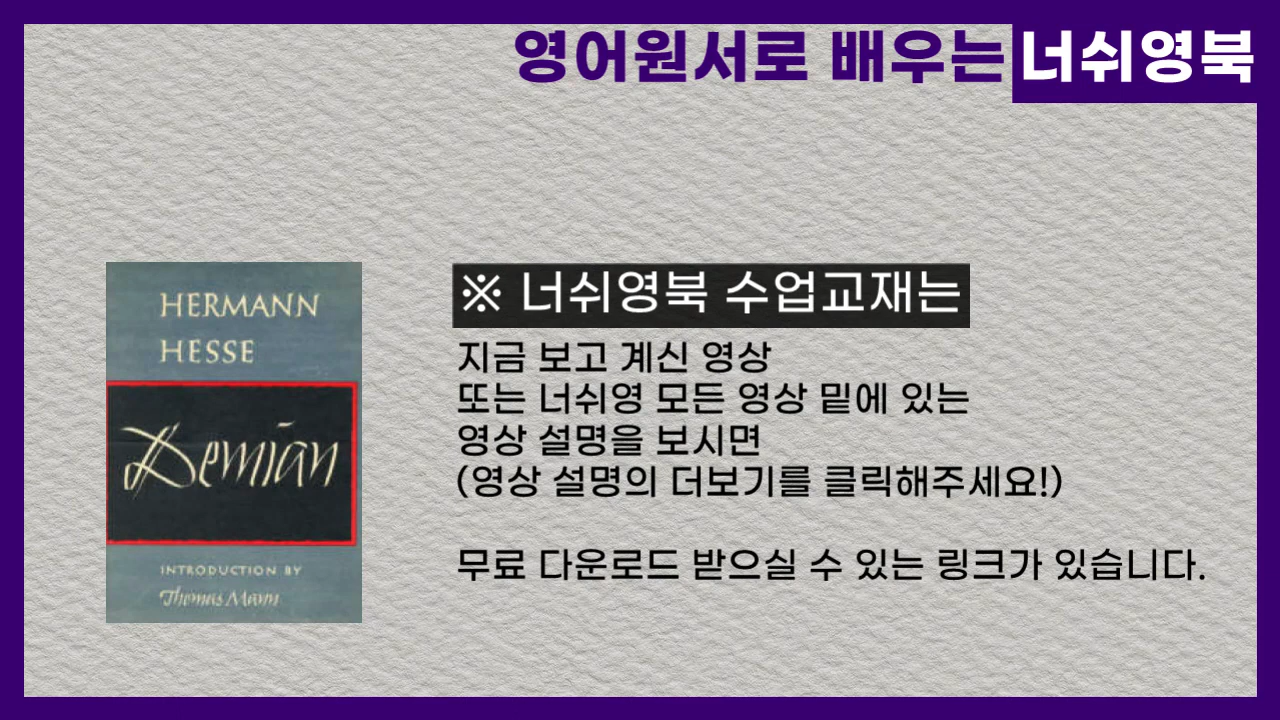 영어원서로 배우는 너쉬영북
HERMANN
HESSE
Demian
INTRODUCTION BY
Thomas Mann
※ 너쉬영북 수업교재는
지금 보고 계신 영상
또는 너쉬영 모든 영상 밑에 있는
영상 설명을 보시면
(영상 설명의 더보기를 클릭해주세요!)
무료 다운로드 받으실 수 있는 링크가 있습니다.